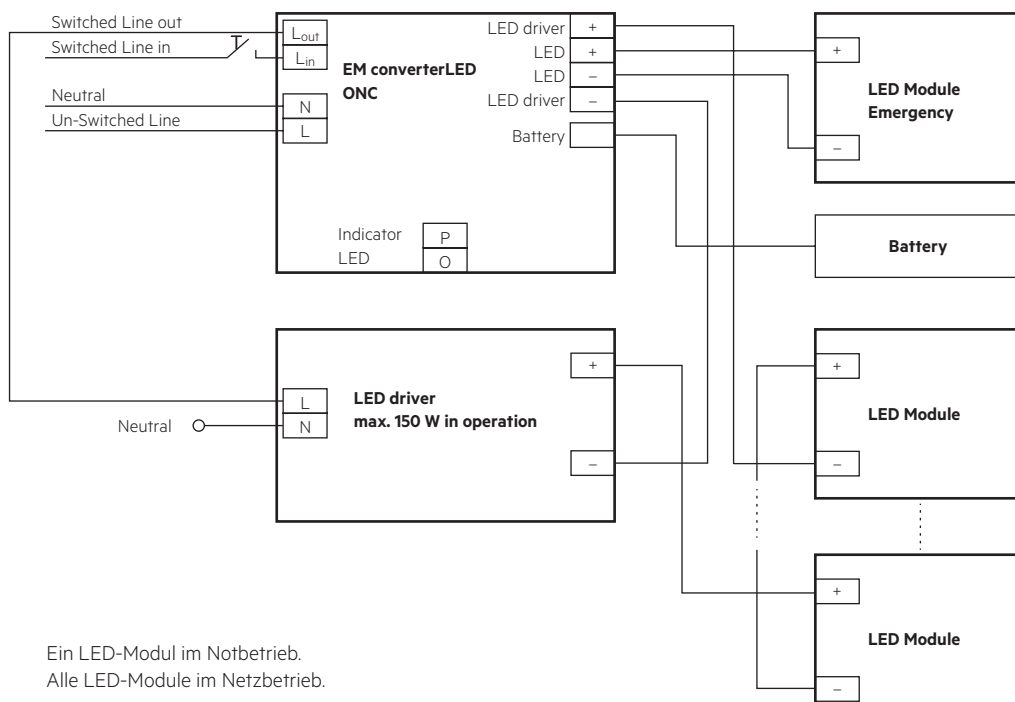 Switched Line out
Switched Line in
Neutral
Un-Switched Line
Lout
Lin
N
L
EM converterLED
ONC
LED driver +
LED +
LED –
LED driver –
Battery
Indicator P
LED O
+
–
LED Module
Emergency
Battery
Neutral
L
N
LED driver
max. 150 W in operation
+
–
+
–
LED Module
+
–
LED Module
Ein LED-Modul im Notbetrieb.
Alle LED-Module im Netzbetrieb.